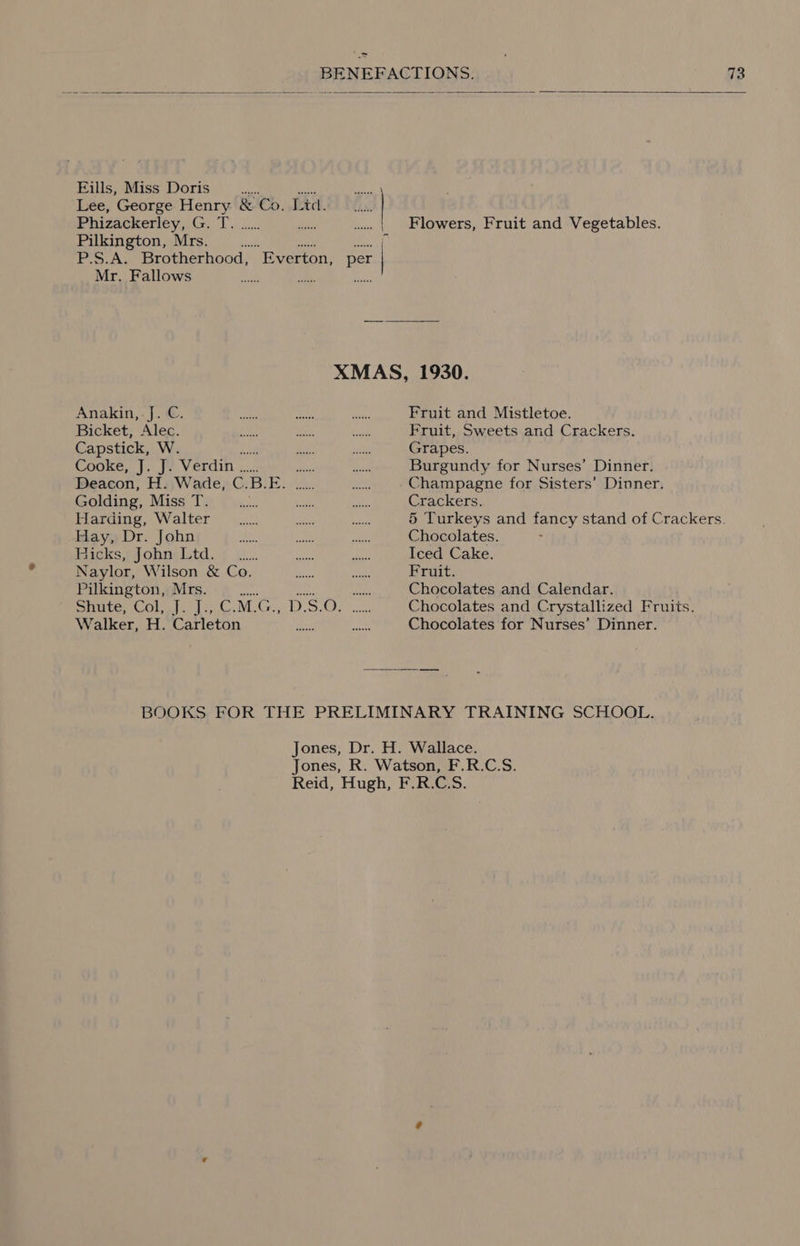 BENEFACTIONS. 73
Eills, Miss Doris ...... ...... ......
Lee, George Henry & Co. Ltd. ......
Phizackerley, G. T. ...... ...... ...... Flowers, Fruit and Vegetables.
Pilkington, Mrs. ...... ...... ......
P.S.A. Brotherhood, Everton, per
Mr. Fallows ...... ...... ......
XMAS, 1930.
Anakin, J. C. ...... ...... ...... Fruit and Mistletoe.
Bicket, Alec. ...... ...... ...... Fruit, Sweets and Crackers.
Capstick, W. ...... ...... ...... Grapes.
Cooke, J. J. Verdin ...... ...... ...... Burgundy for Nurses' Dinner.
Deacon, H. Wade, C.B.E. ...... ...... Champagne for Sisters' Dinner.
Golding, Miss T. ...... ...... ...... Crackers.
Harding, Walter ...... ...... ...... 5 Turkeys and fancy stand of Crackers.
Hay, Dr. John ...... ...... ...... Chocolates.
Hicks, John Ltd. ...... ...... ...... Iced Cake.
Naylor, Wilson & Co. ...... ...... Fruit.
Pilkington, Mrs. ...... ...... ...... Chocolates and Calendar.
Shute, Col, J. J., C.M.G., D.S.O. ...... Chocolates and Crystallized Fruits.
Walker, H. Carleton ...... ...... Chocolates for Nurses' Dinner.
BOOKS FOR THE PRELIMINARY TRAINING SCHOOL.
Jones, Dr. H. Wallace.
Jones, R. Watson, F.R.C.S.
Reid, Hugh, F.R.C.S.